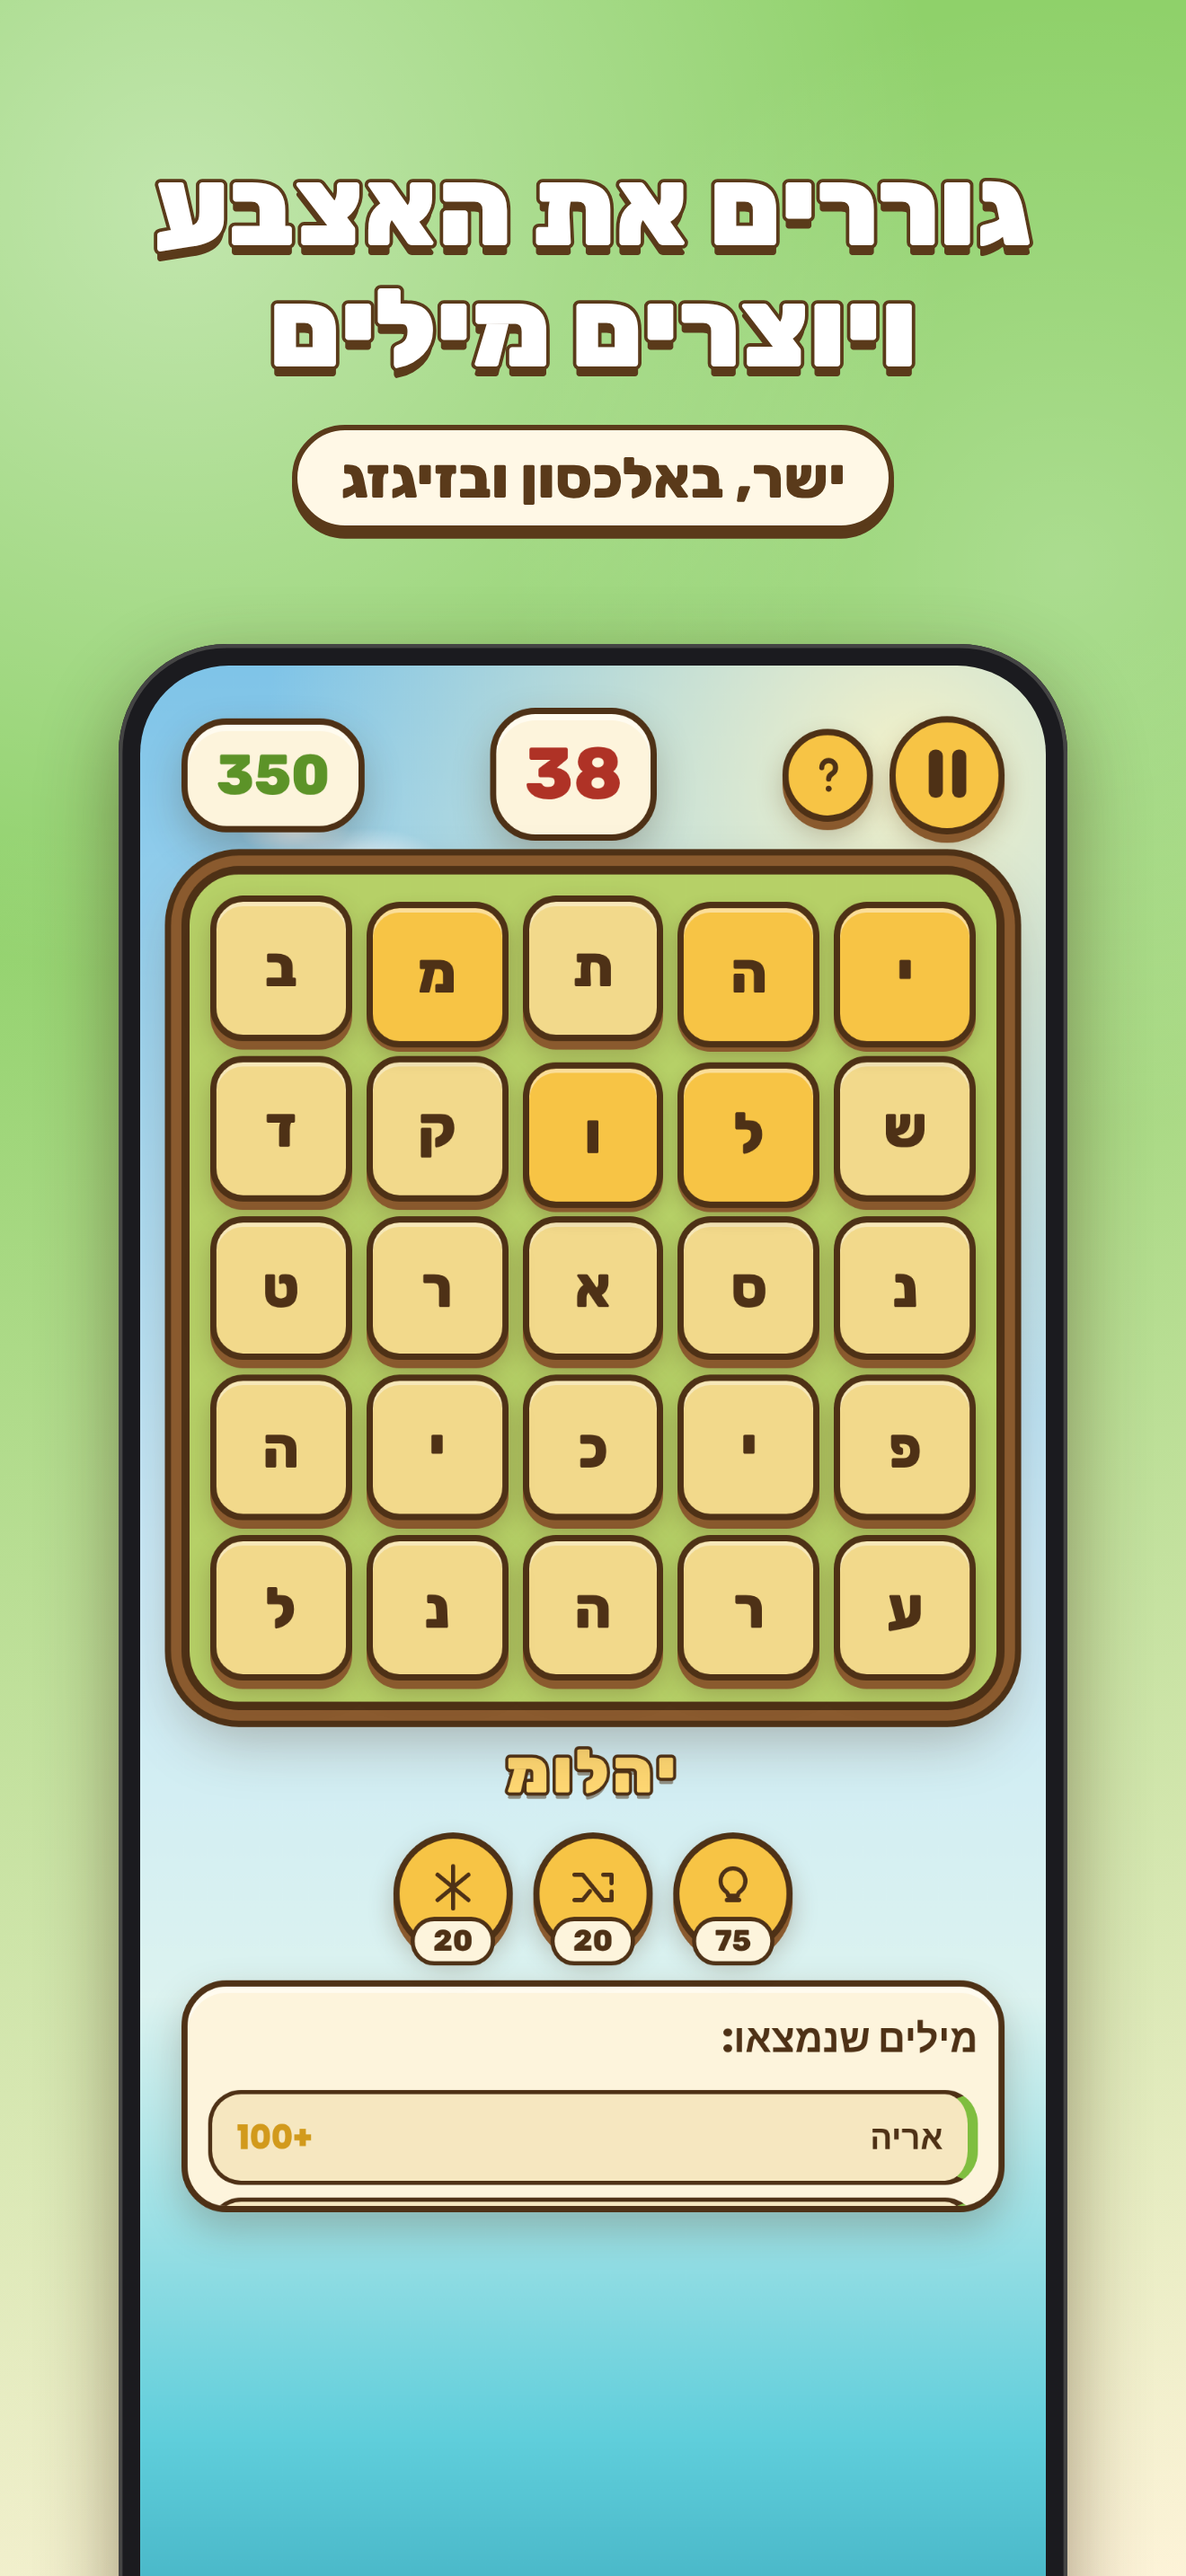 גוררים את האצבע
ויוצרים מילים
ישר, באלכסון ובזיגזג
? 38 350
י ה ת מ ב
ש ל ו ק ד
נ ס א ר ט
פ י כ י ה
ע ר ה נ ל
יהלומ
75 20 20
מילים שנמצאו:
אריה +100